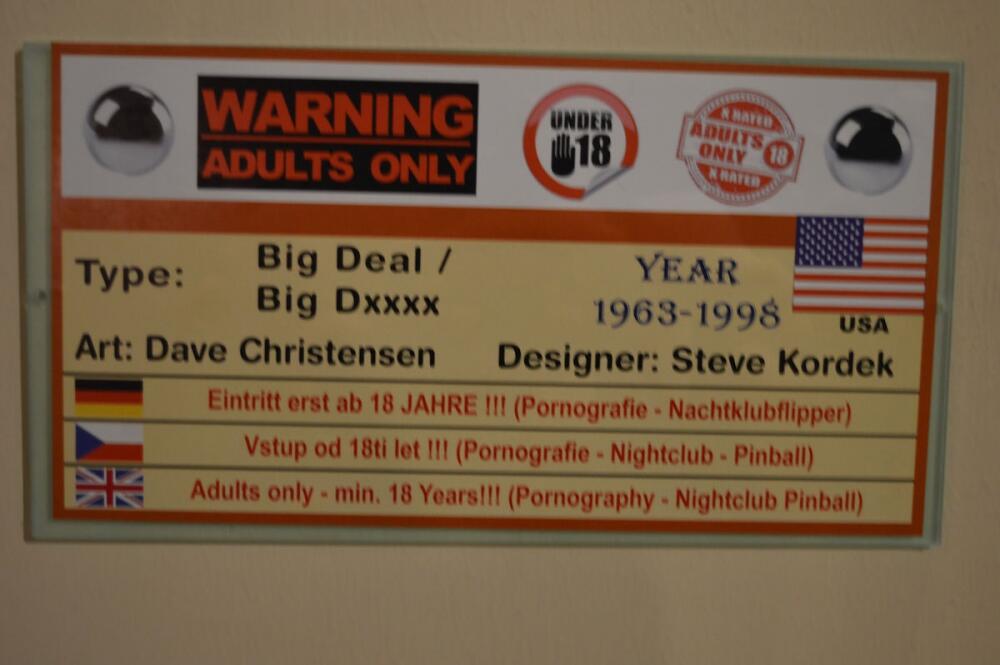 WARNING
ADULTS ONLY
UNDER
18
X RATED
ADULTS
ONLY 18
X RATED
Type: Big Deal /
Big Dxxxx
YEAR
1963-1998
USA
Art: Dave Christensen Designer: Steve Kordek
Eintritt erst ab 18 JAHRE !!! (Pornografie - Nachtklubflipper)
Vstup od 18ti let !!! (Pornografie - Nightclub - Pinball)
Adults only - min. 18 Years!!! (Pornography - Nightclub Pinball)